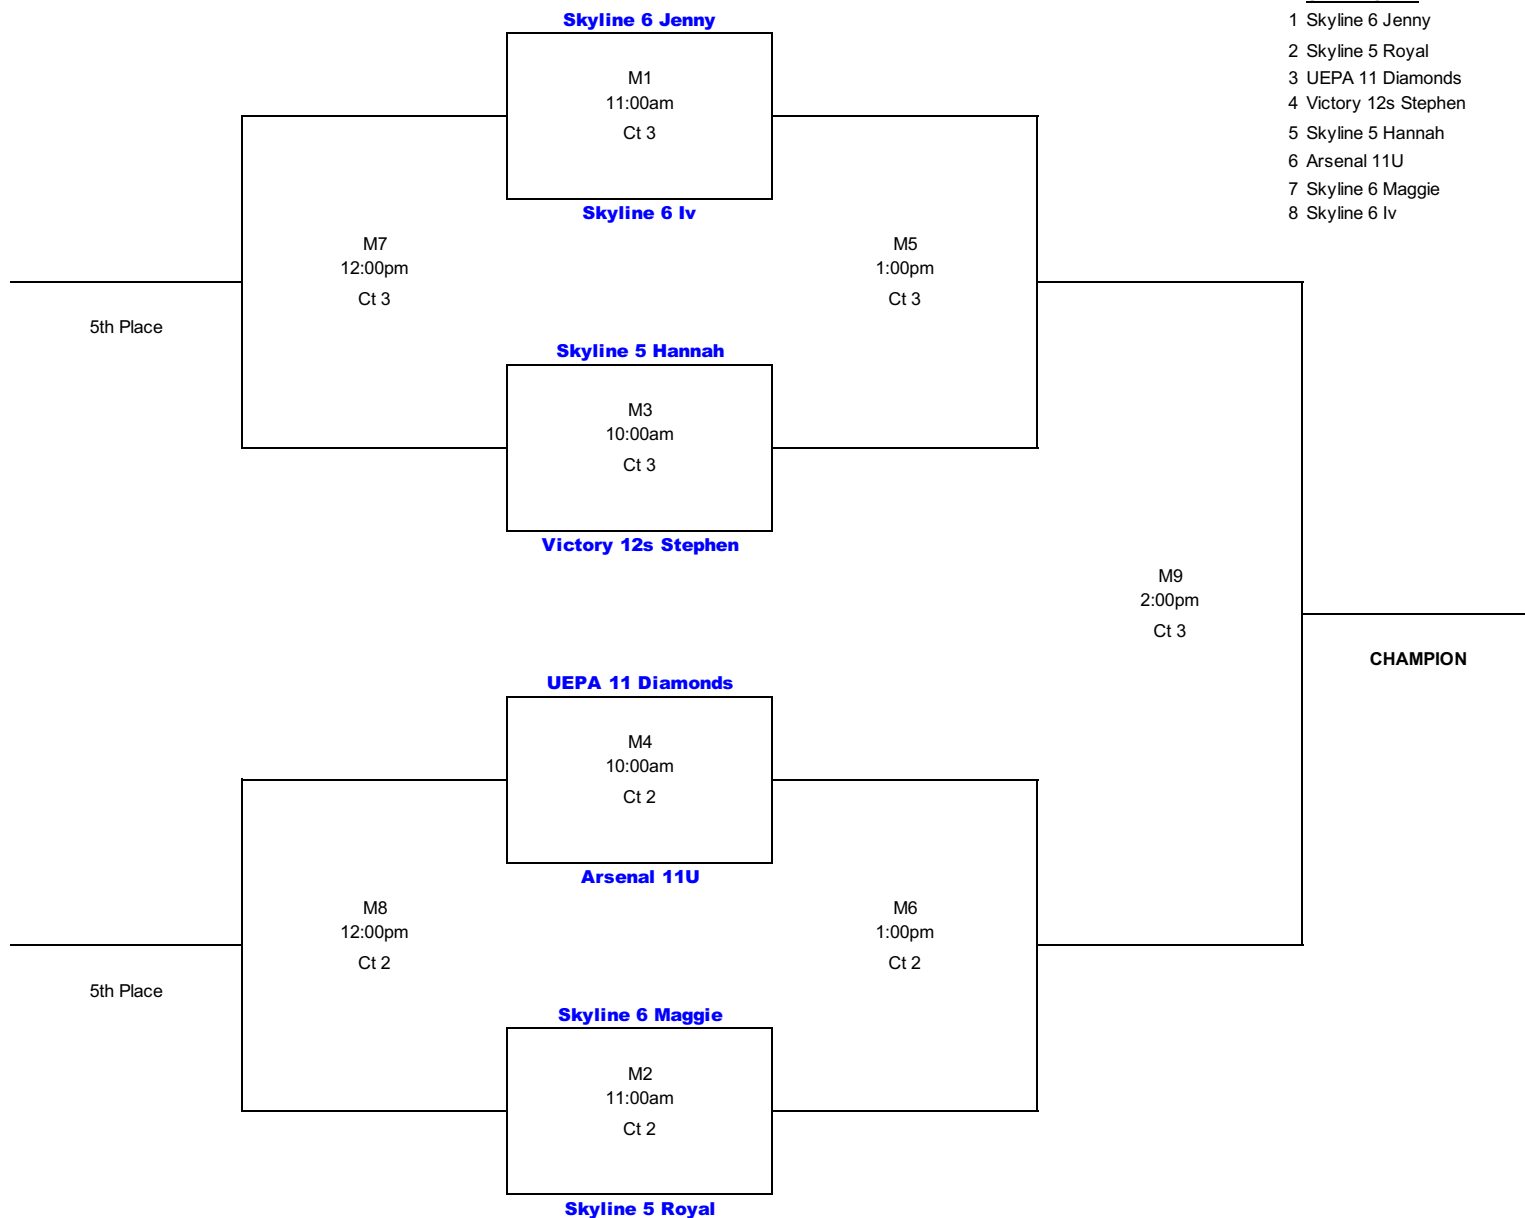 Skyline 6 Jenny
M1
11:00am
Ct 3
Skyline 6 Iv
1 Skyline 6 Jenny
2 Skyline 5 Royal
3 UEPA 11 Diamonds
4 Victory 12s Stephen
5 Skyline 5 Hannah
6 Arsenal 11U
7 Skyline 6 Maggie
8 Skyline 6 Iv
M7
12:00pm
Ct 3
M5
1:00pm
Ct 3
5th Place
Skyline 5 Hannah
M3
10:00am
Ct 3
Victory 12s Stephen
M9
2:00pm
Ct 3
CHAMPION
UEPA 11 Diamonds
M4
10:00am
Ct 2
Arsenal 11U
M8
12:00pm
Ct 2
M6
1:00pm
Ct 2
5th Place
Skyline 6 Maggie
M2
11:00am
Ct 2
Skyline 5 Royal